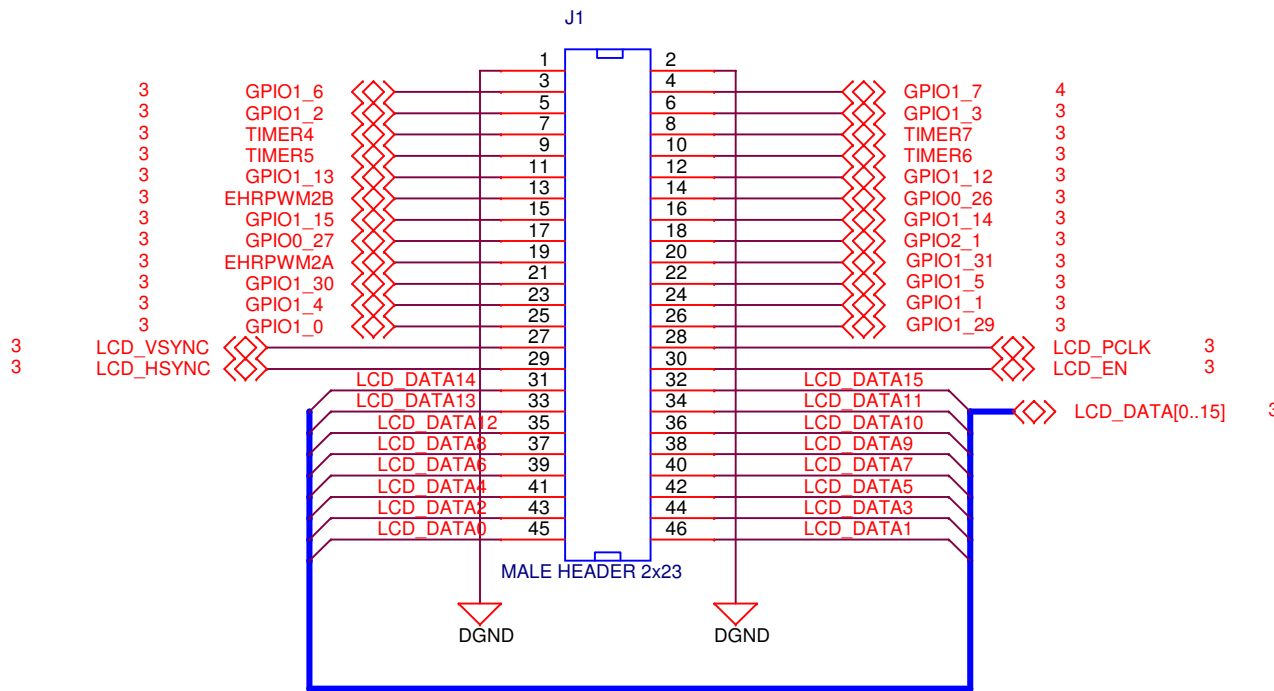 J1
1 2
3 GPIO1_6 3 4 GPIO1_7 4
3 GPIO1_2 5 6 GPIO1_3 3
3 TIMER4 7 8 TIMER7 3
3 TIMER5 9 10 TIMER6 3
3 GPIO1_13 11 12 GPIO1_12 3
3 EHRPWM2B 13 14 GPIO0_26 3
3 GPIO1_15 15 16 GPIO1_14 3
3 GPIO0_27 17 18 GPIO2_1 3
3 EHRPWM2A 19 20 GPIO1_31 3
3 GPIO1_30 21 22 GPIO1_5 3
3 GPIO1_4 23 24 GPIO1_1 3
3 GPIO1_0 25 26 GPIO1_29 3
3 LCD_VSYNC 27 28 LCD_PCLK 3
3 LCD_HSYNC 29 30 LCD_EN 3
LCD_DATA14 31 32 LCD_DATA15
LCD_DATA13 33 34 LCD_DATA11 LCD_DATA[0..15] 3
LCD_DATA12 35 36 LCD_DATA10
LCD_DATA8 37 38 LCD_DATA9
LCD_DATA6 39 40 LCD_DATA7
LCD_DATA4 41 42 LCD_DATA5
LCD_DATA2 43 44 LCD_DATA3
LCD_DATA0 45 46 LCD_DATA1
MALE HEADER 2x23
DGND DGND